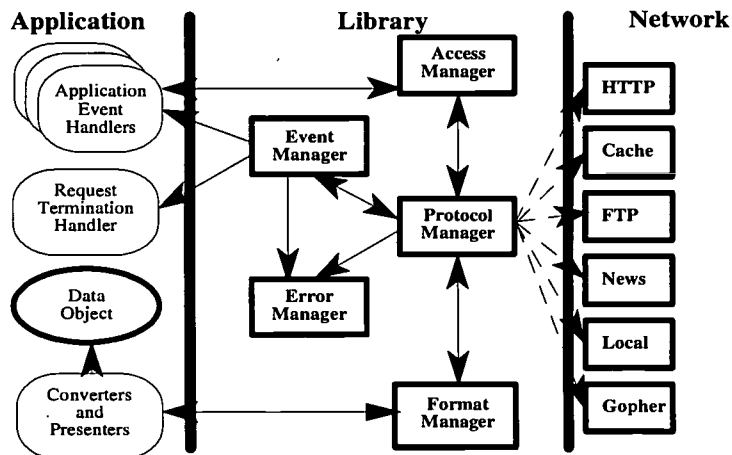 Application
Library
Network
Application
Event
Handlers
Access
Manager
HTTP
Event
Manager
Cache
Request
Termination
Handler
Protocol
Manager
FTP
Data
Object
Error
Manager
News
Local
Converters
and
Presenters
Format
Manager
Gopher